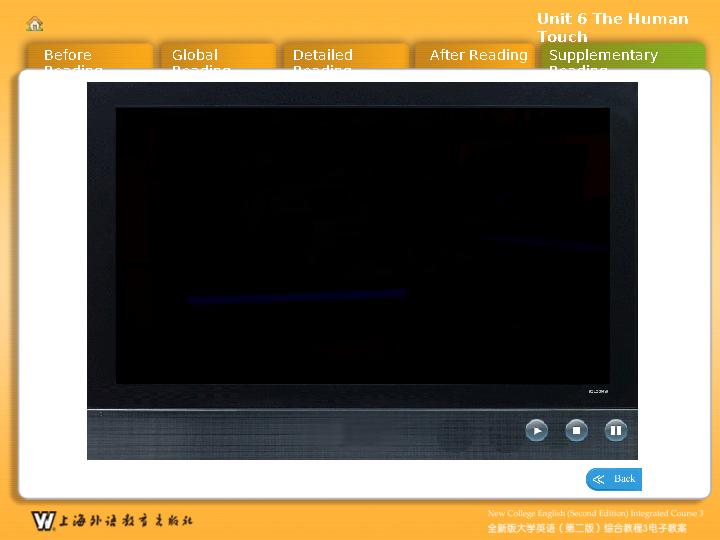 Unit 6 The Human
Touch
Before
Reading
Global
Reading
Detailed
Reading
After Reading
Supplementary
Reading
Back
上海外语教育出版社
New College English (Second Edition) Integrated Course 3
全新版大学英语（第二版）综合教程3电子教案